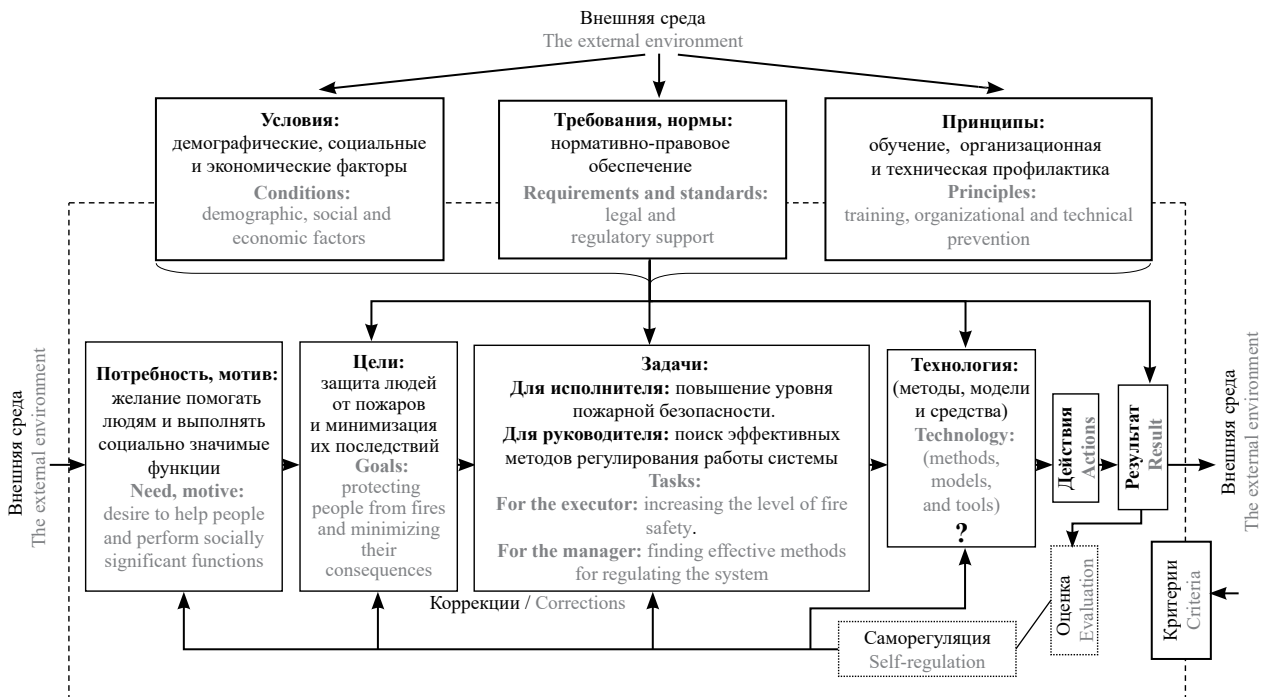 Внешняя среда
The external environment
Условия:
демографические, социальные
и экономические факторы
Conditions:
demographic, social and
economic factors
Требования, нормы:
нормативно-правовое
обеспечение
Requirements and standards:
legal and
regulatory support
Принципы:
обучение, организационная
и техническая профилактика
Principles:
training, organizational and technical
prevention
Внешняя среда
The external environment
Потребность, мотив:
желание помогать
людям и выполнять
социально значимые
функции
Need, motive:
desire to help people
and perform socially
significant functions
Цели:
защита людей
от пожаров
и минимизация
их последствий
Goals:
protecting
people from fires
and minimizing
their
consequences
Задачи:
Для исполнителя: повышение уровня
пожарной безопасности.
Для руководителя: поиск эффективных
методов регулирования работы системы
Tasks:
For the executor: increasing the level of fire
safety.
For the manager: finding effective methods
for regulating the system
Технология:
(методы, модели
и средства)
Technology:
(methods,
models,
and tools)
?
Действия
Actions
Результат
Result
Внешняя среда
The external environment
Коррекции / Corrections
Саморегуляция
Self-regulation
Оценка
Evaluation
Критерии
Criteria